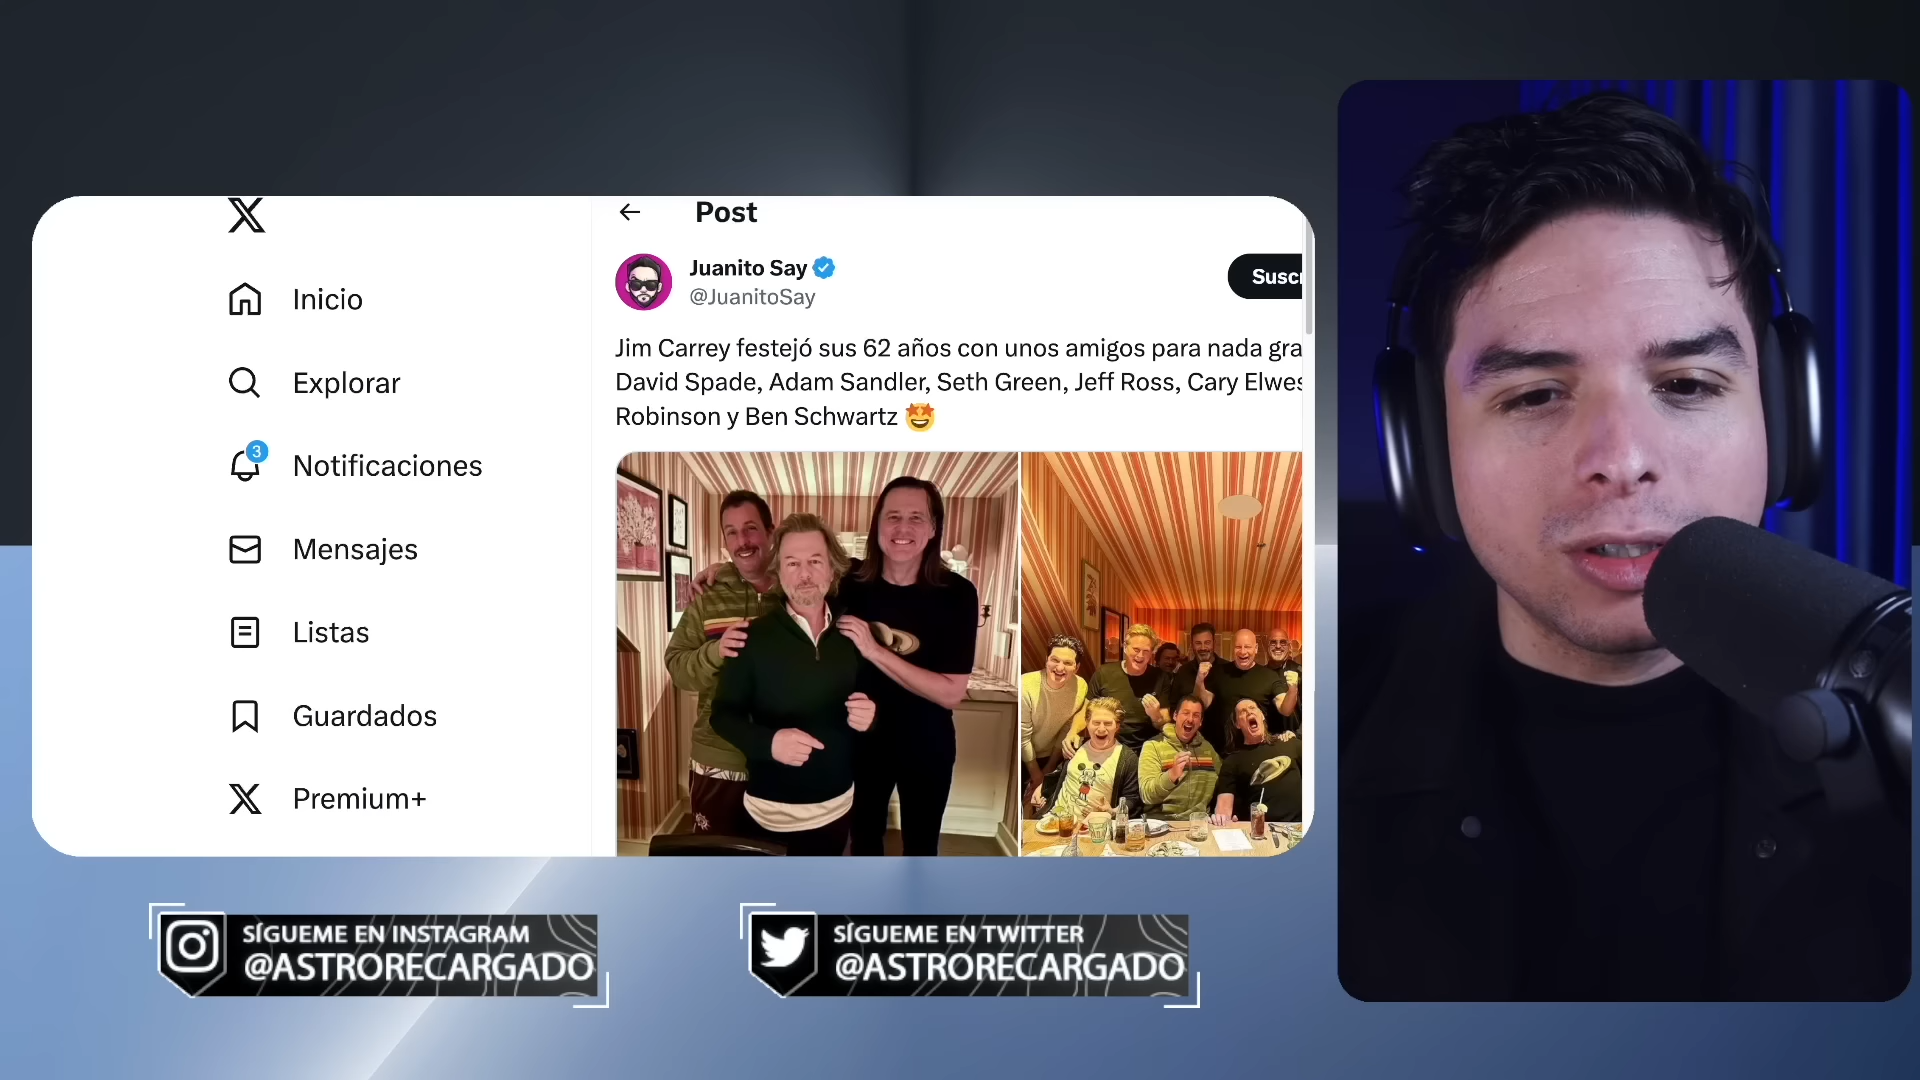 Post
Juanito Say
@JuanitoSay
Suscr
Jim Carrey festejó sus 62 años con unos amigos para nada gra
David Spade, Adam Sandler, Seth Green, Jeff Ross, Cary Elwes
Robinson y Ben Schwartz
Inicio
Explorar
3
Notificaciones
Mensajes
Listas
Guardados
Premium+
SÍGUEME EN INSTAGRAM
@ASTRORECARGADO
SÍGUEME EN TWITTER
@ASTRORECARGADO